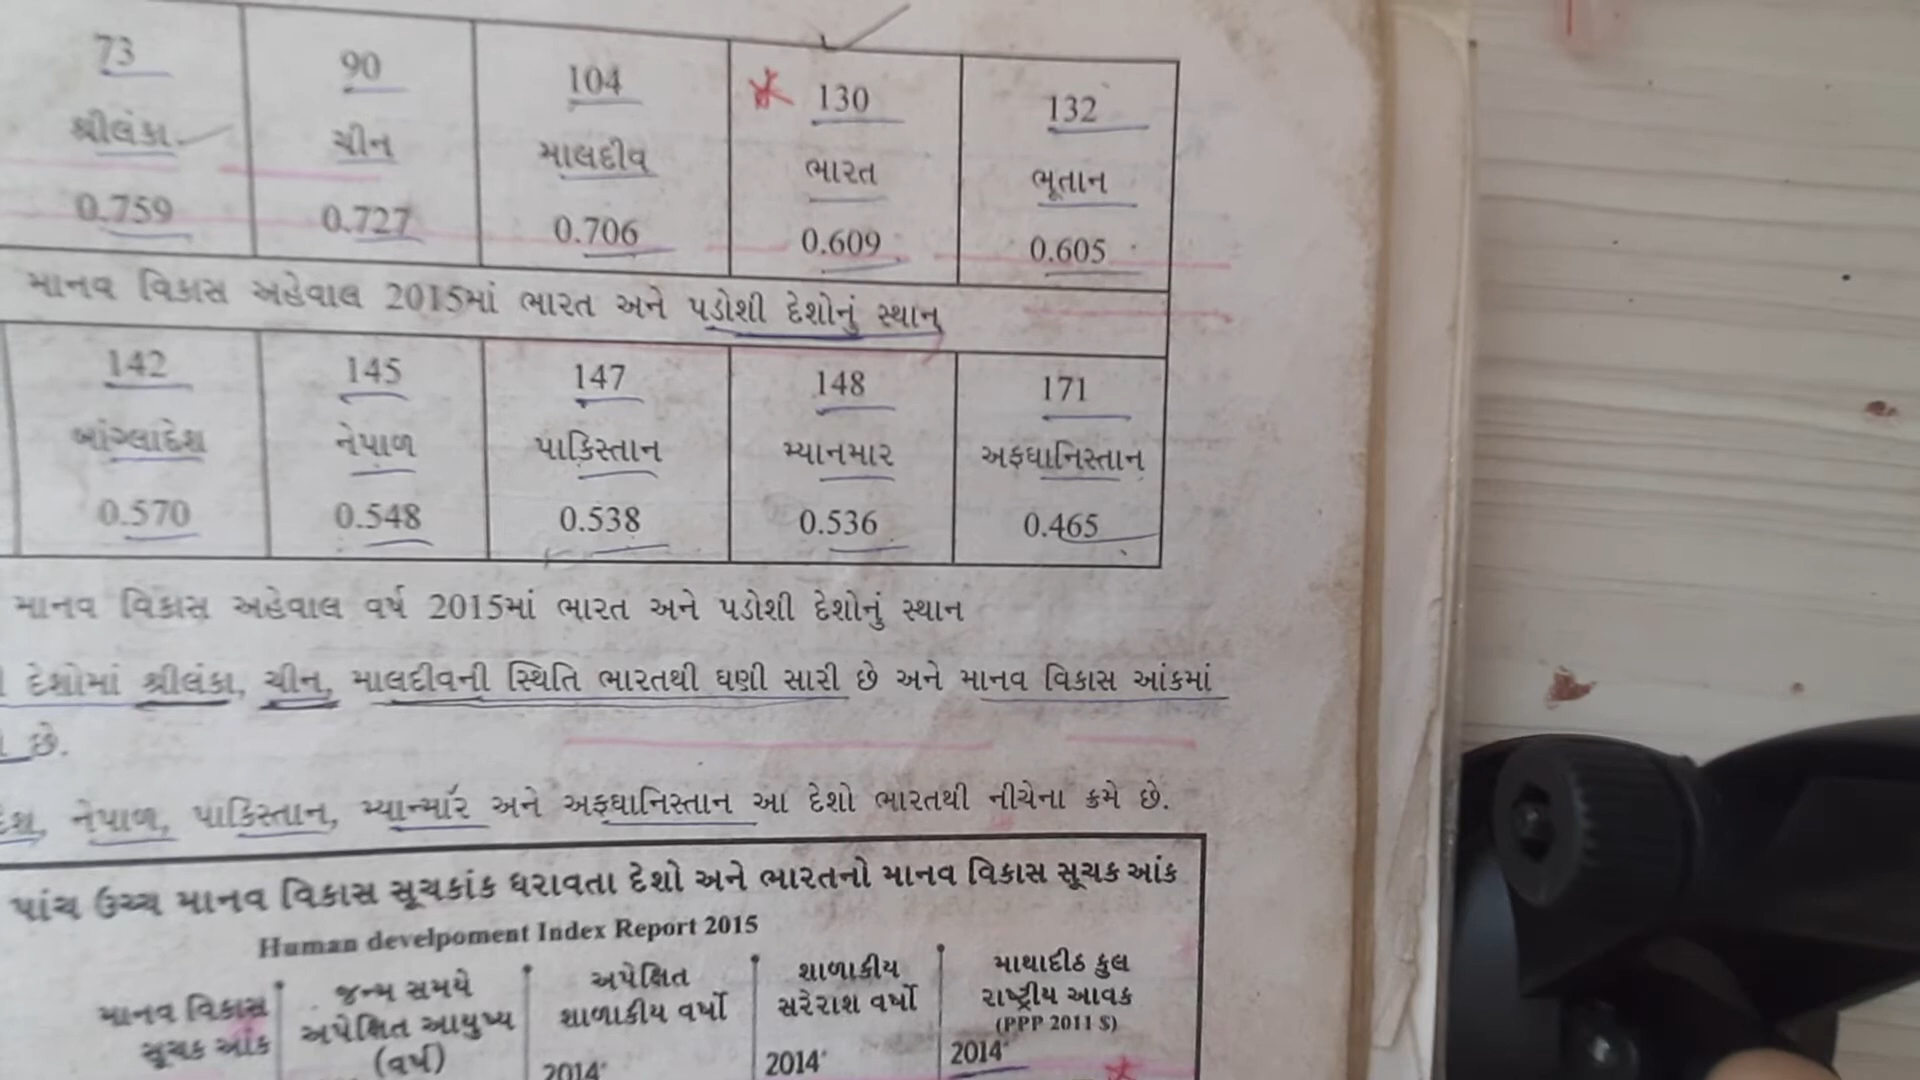 73 90 104 130 132
શ્રીલંકા ચીન માલદીવ ભારત ભૂતાન
0.759 0.727 0.706 0.609 0.605
માનવ વિકાસ અહેવાલ 2015માં ભારત અને પડોશી દેશોનું સ્થાન
142 145 147 148 171
બાંગ્લાદેશ નેપાળ પાકિસ્તાન મ્યાનમાર અફઘાનિસ્તાન
0.570 0.548 0.538 0.536 0.465
માનવ વિકાસ અહેવાલ વર્ષ 2015માં ભારત અને પડોશી દેશોનું સ્થાન
દેશોમાં શ્રીલંકા, ચીન, માલદીવની સ્થિતિ ભારતથી ઘણી સારી છે અને માનવ વિકાસ આંકમાં
છે.
નેપાળ, પાકિસ્તાન, મ્યાન્માૅર અને અફઘાનિસ્તાન આ દેશો ભારતથી નીચેના ક્રમે છે.
પાંચ ઉચ્ચ માનવ વિકાસ સૂચકાંક ધરાવતા દેશો અને ભારતનો માનવ વિકાસ સૂચક આંક
Human develpoment Index Report 2015
માનવ વિકાસ સૂચક આંક
જન્મ સમયે અપેક્ષિત આયુષ્ય (વર્ષ)
અપેક્ષિત શાળાકીય વર્ષો 2014
શાળાકીય સરેરાશ વર્ષો 2014
માથાદીઠ કુલ રાષ્ટ્રીય આવક (PPP 2011 $) 2014